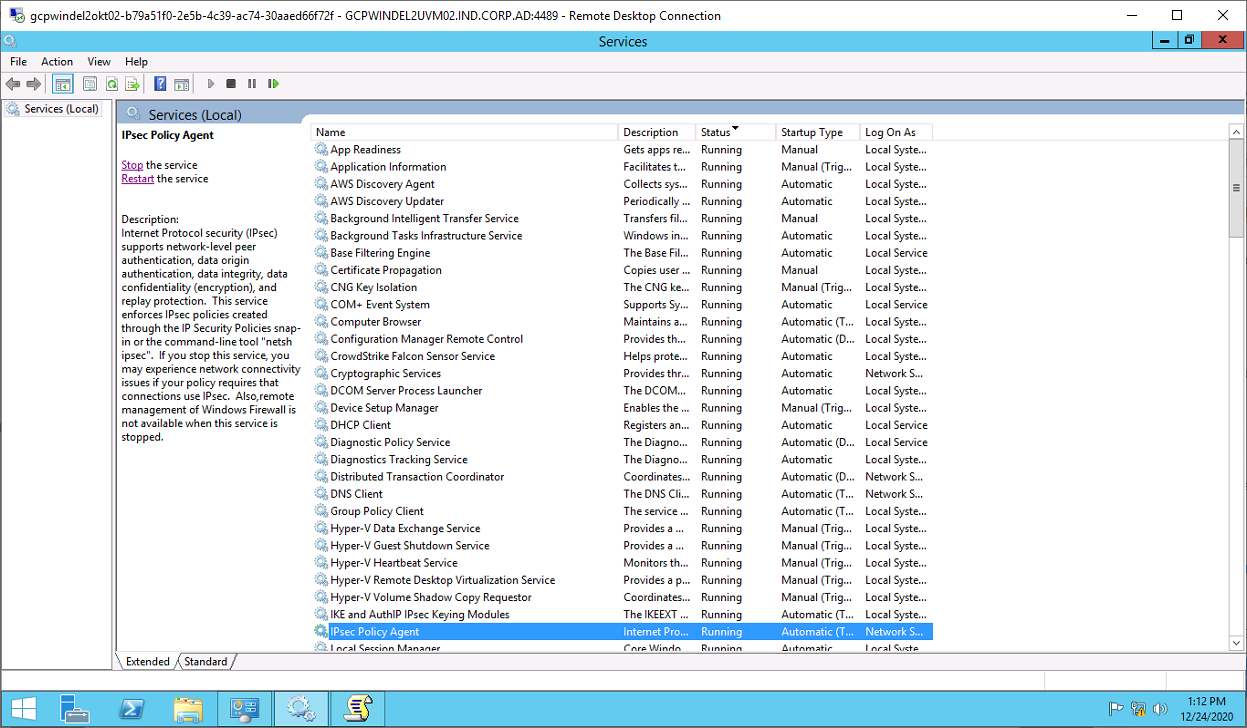 gcpwindel2okt02-b79a51f0-2e5b-4c39-ac74-30aaed66f72f - GCPWINDEL2UVM02.IND.CORP.AD:4489 - Remote Desktop Connection
Services
File Action View Help
Services (Local)
Services (Local)
IPsec Policy Agent
Stop the service
Restart the service
Description:
Internet Protocol security (IPsec)
supports network-level peer
authentication, data origin
authentication, data integrity, data
confidentiality (encryption), and
replay protection. This service
enforces IPsec policies created
through the IP Security Policies snap-
in or the command-line tool "netsh
ipsec". If you stop this service, you
may experience network connectivity
issues if your policy requires that
connections use IPsec. Also,remote
management of Windows Firewall is
not available when this service is
stopped.
Name Description Status Startup Type Log On As
App Readiness Gets apps re... Running Manual Local Syste...
Application Information Facilitates t... Running Manual (Trig... Local Syste...
AWS Discovery Agent Collects sys... Running Automatic Local Syste...
AWS Discovery Updater Periodically ... Running Automatic Local Syste...
Background Intelligent Transfer Service Transfers fil... Running Manual Local Syste...
Background Tasks Infrastructure Service Windows in... Running Automatic Local Syste...
Base Filtering Engine The Base Fil... Running Automatic Local Service
Certificate Propagation Copies user ... Running Manual Local Syste...
CNG Key Isolation The CNG ke... Running Manual (Trig... Local Syste...
COM+ Event System Supports Sy... Running Automatic Local Service
Computer Browser Maintains a... Running Automatic (T... Local Syste...
Configuration Manager Remote Control Provides th... Running Automatic (D... Local Syste...
CrowdStrike Falcon Sensor Service Helps prote... Running Automatic Local Syste...
Cryptographic Services Provides thr... Running Automatic Network S...
DCOM Server Process Launcher The DCOM... Running Automatic Local Syste...
Device Setup Manager Enables the ... Running Manual (Trig... Local Syste...
DHCP Client Registers an... Running Automatic Local Service
Diagnostic Policy Service The Diagno... Running Automatic (D... Local Service
Diagnostics Tracking Service The Diagno... Running Automatic Local Syste...
Distributed Transaction Coordinator Coordinates... Running Automatic (D... Network S...
DNS Client The DNS Cli... Running Automatic (T... Network S...
Group Policy Client The service ... Running Automatic (T... Local Syste...
Hyper-V Data Exchange Service Provides a ... Running Manual (Trig... Local Syste...
Hyper-V Guest Shutdown Service Provides a ... Running Manual (Trig... Local Syste...
Hyper-V Heartbeat Service Monitors th... Running Manual (Trig... Local Syste...
Hyper-V Remote Desktop Virtualization Service Provides a p... Running Manual (Trig... Local Syste...
Hyper-V Volume Shadow Copy Requestor Coordinates... Running Manual (Trig... Local Syste...
IKE and AuthIP IPsec Keying Modules The IKEEXT ... Running Automatic (T... Local Syste...
IPsec Policy Agent Internet Pro... Running Automatic (T... Network S...
Local Session Manager Core Windo... Running Automatic Local Syste...
Extended Standard
1:12 PM
12/24/2020